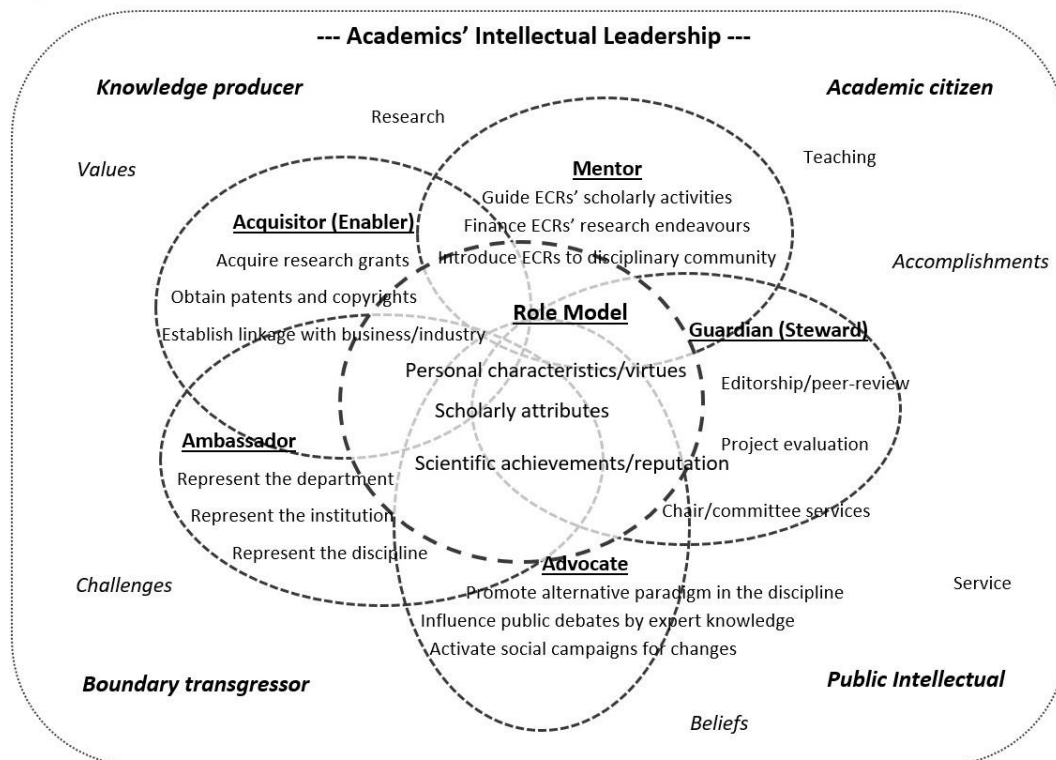 --- Academics’ Intellectual Leadership ---
Knowledge producer
Academic citizen
Research
Values
Teaching
Mentor
Guide ECRs’ scholarly activities
Finance ECRs’ research endeavours
Introduce ECRs to disciplinary community
Acquisitor (Enabler)
Acquire research grants
Obtain patents and copyrights
Establish linkage with business/industry
Accomplishments
Role Model
Personal characteristics/virtues
Scholarly attributes
Scientific achievements/reputation
Guardian (Steward)
Editorship/peer-review
Project evaluation
Chair/committee services
Ambassador
Represent the department
Represent the institution
Represent the discipline
Advocate
Promote alternative paradigm in the discipline
Influence public debates by expert knowledge
Activate social campaigns for changes
Challenges
Service
Boundary transgressor
Public Intellectual
Beliefs